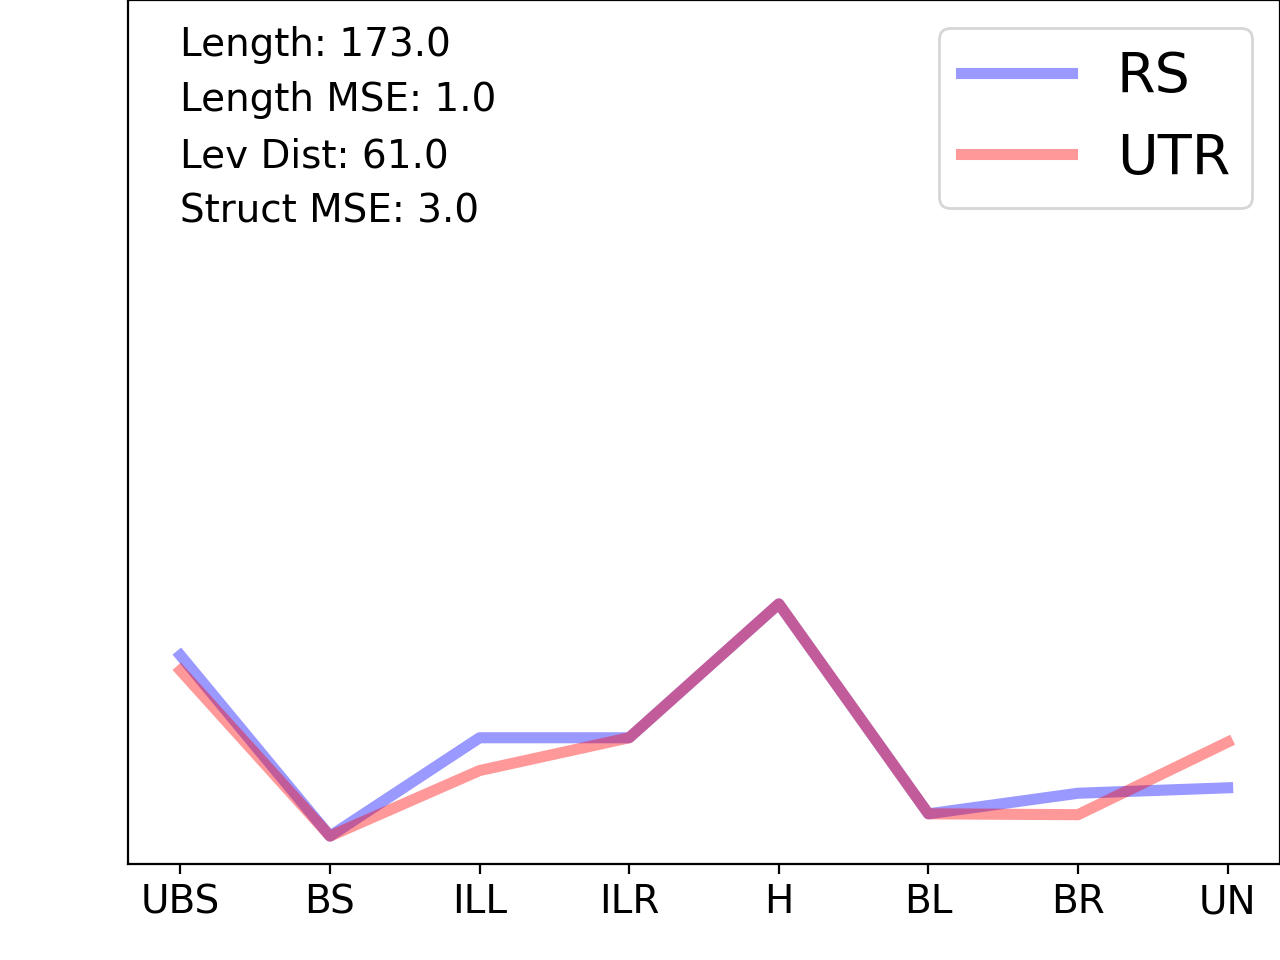 Length: 173.0
Length MSE: 1.0
Lev Dist: 61.0
Struct MSE: 3.0
RS
UTR
UBS BS ILL ILR H BL BR UN